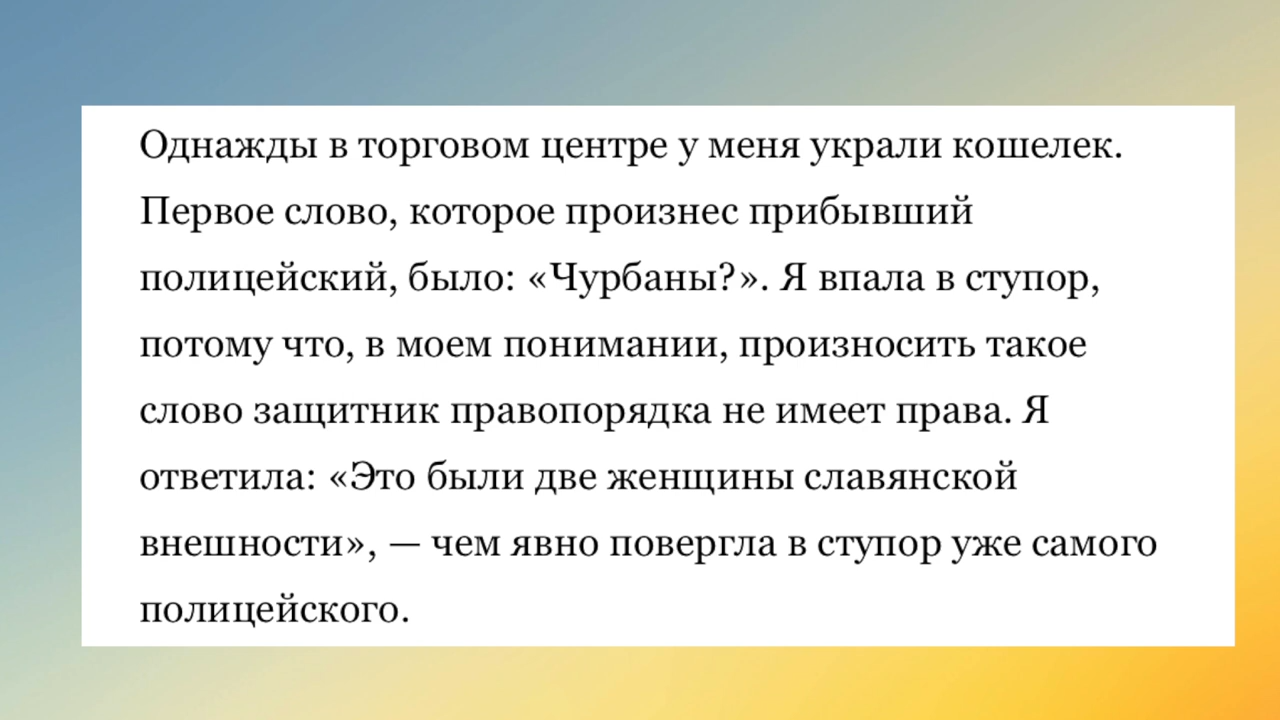 Однажды в торговом центре у меня украли кошелек.
Первое слово, которое произнес прибывший
полицейский, было: «Чурбаны?». Я впала в ступор,
потому что, в моем понимании, произносить такое
слово защитник правопорядка не имеет права. Я
ответила: «Это были две женщины славянской
внешности», — чем явно повергла в ступор уже самого
полицейского.